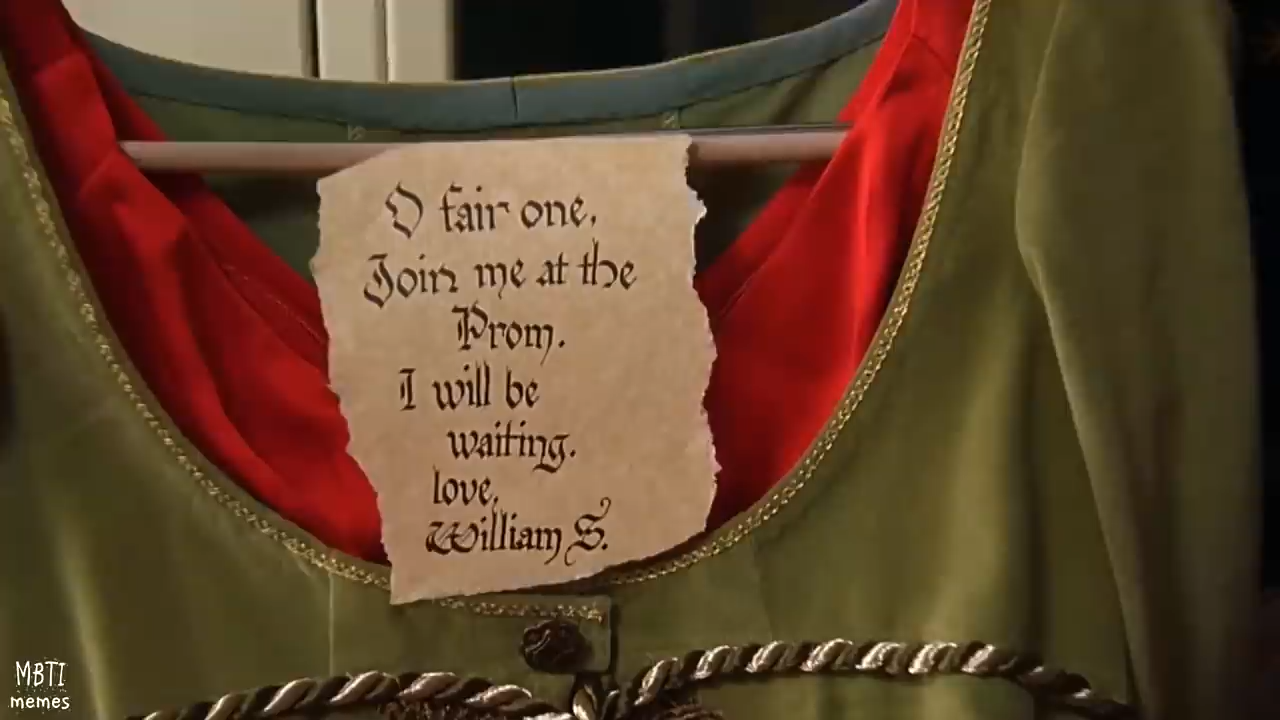 O fair one,
Join me at the
Prom.
I will be
waiting.
love,
William S.
MBTI
memes